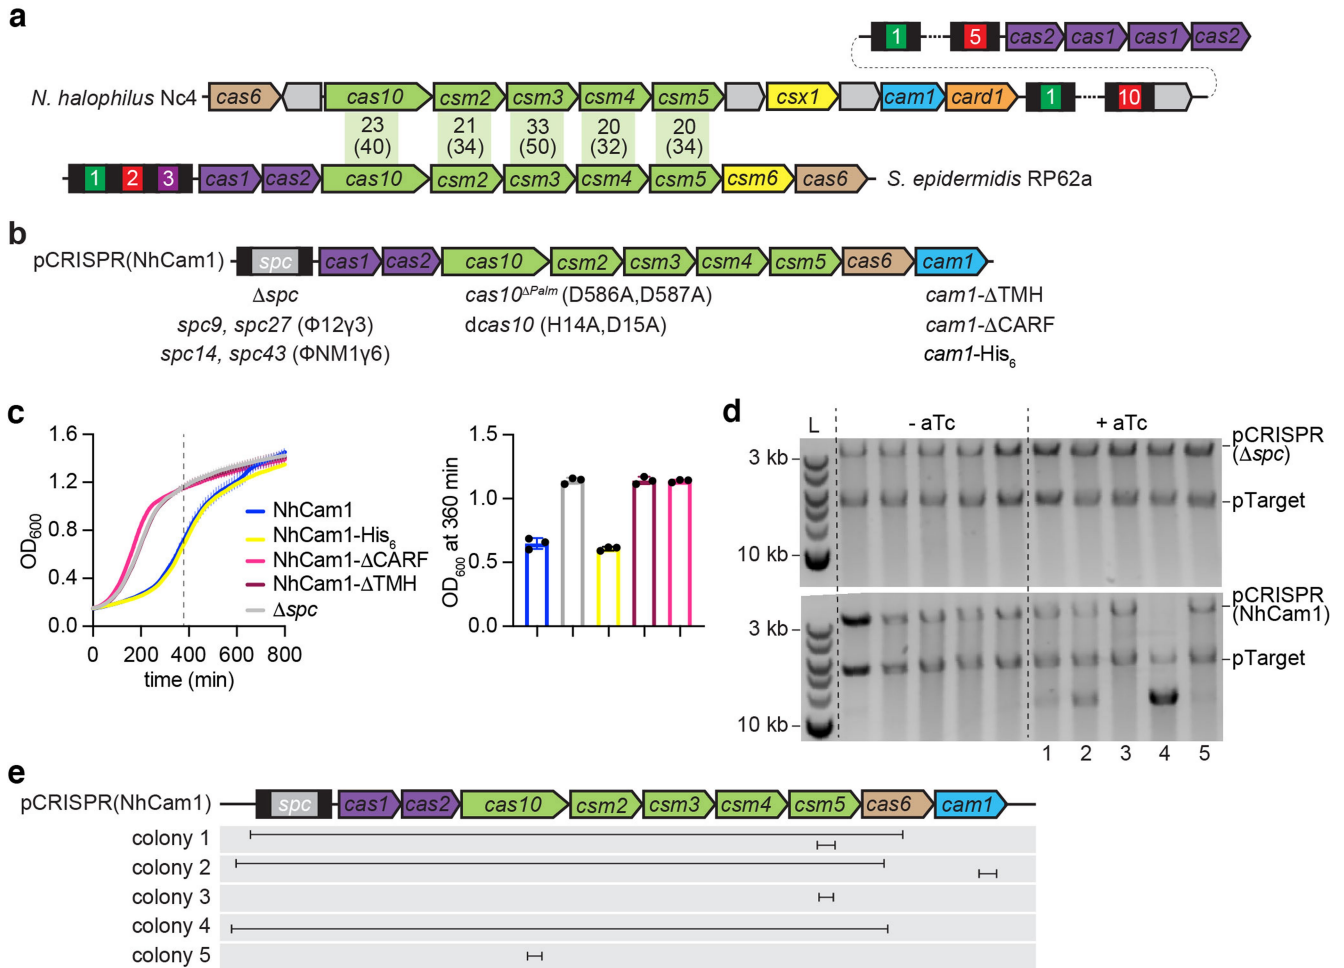 a
1 5 cas2 cas1 cas1 cas2
N. halophilus Nc4 cas6 cas10 csm2 csm3 csm4 csm5 csx1 cam1 card1 1 10
23 21 33 20 20
(40) (34) (50) (32) (34)
1 2 3 cas1 cas2 cas10 csm2 csm3 csm4 csm5 csm6 cas6 S. epidermidis RP62a
b
pCRISPR(NhCam1) spc cas1 cas2 cas10 csm2 csm3 csm4 csm5 cas6 cam1
Δspc cas10^ΔPalm (D586A,D587A) cam1-ΔTMH
spc9, spc27 (Φ12γ3) dcas10 (H14A,D15A) cam1-ΔCARF
spc14, spc43 (ΦNM1γ6) cam1-His₆
c
OD₆₀₀
1.6
1.2
0.8
0.4
0.0
0 200 400 600 800
time (min)
NhCam1
NhCam1-His₆
NhCam1-ΔCARF
NhCam1-ΔTMH
Δspc
OD₆₀₀ at 360 min
1.5
1.0
0.5
0.0
d
L - aTc + aTc
3 kb
10 kb
pCRISPR
(Δspc)
pTarget
3 kb
10 kb
pCRISPR
(NhCam1)
pTarget
1 2 3 4 5
e
pCRISPR(NhCam1) spc cas1 cas2 cas10 csm2 csm3 csm4 csm5 cas6 cam1
colony 1
colony 2
colony 3
colony 4
colony 5